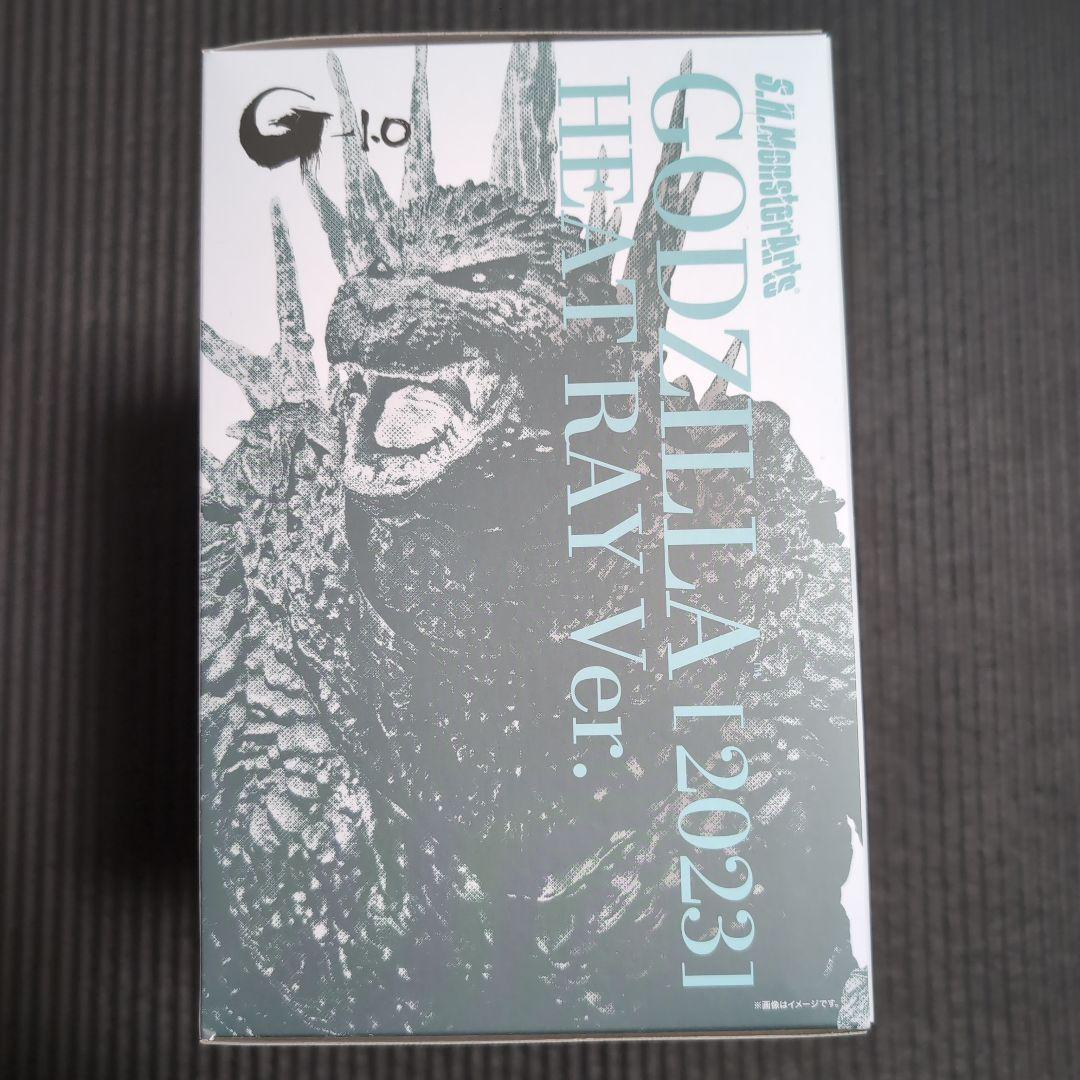 G-1.0
S.H.MonsterArts
GODZILLA [2023]
HEAT RAY Ver.
※画像はイメージです。